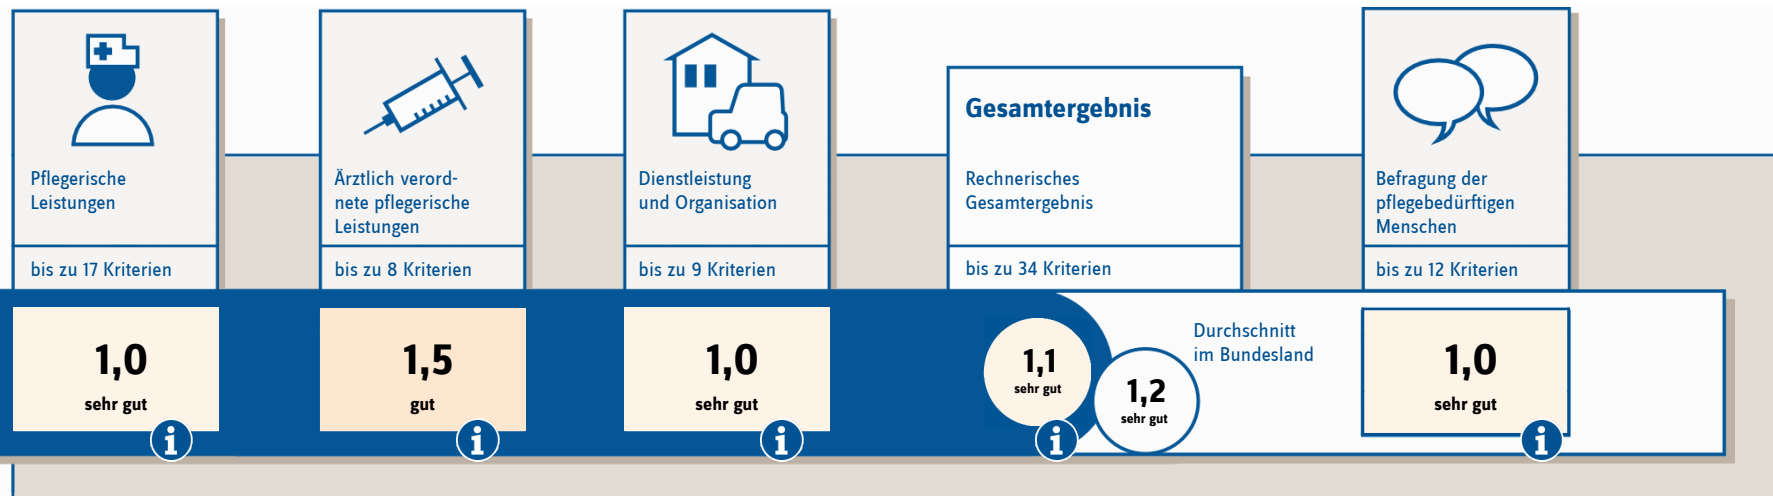 Pflegerische
Leistungen
bis zu 17 Kriterien
1,0
sehr gut
i
Ärztlich verord-
nete pflegerische
Leistungen
bis zu 8 Kriterien
1,5
gut
i
Dienstleistung
und Organisation
bis zu 9 Kriterien
1,0
sehr gut
i
Gesamtergebnis
Rechnerisches
Gesamtergebnis
bis zu 34 Kriterien
1,1
sehr gut
i
1,2
sehr gut
Durchschnitt
im Bundesland
Befragung der
pflegebedürftigen
Menschen
bis zu 12 Kriterien
1,0
sehr gut
i